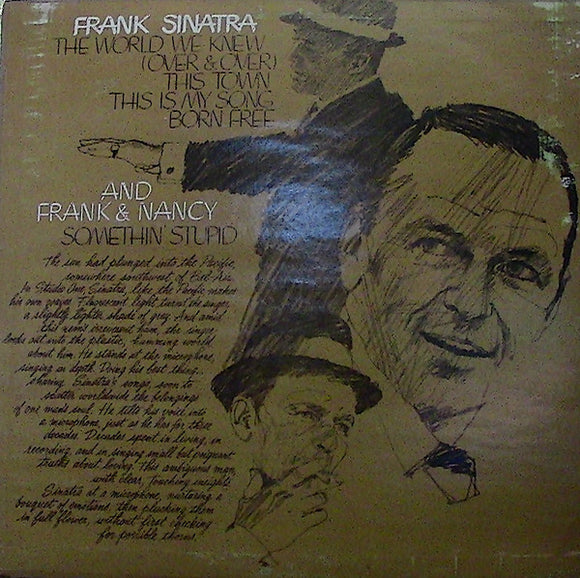 FRANK SINATRA
THE WORLD WE KNEW
(OVER & OVER)
THIS TOWN
THIS IS MY SONG
BORN FREE
AND
FRANK & NANCY
SOMETHIN' STUPID
The sun had plunged into the Pacific,
somewhere southwest of Bel-Air.
In Studio One, Sinatra, like the Pacific, makes
his own grayer. Fluorescent light turns the singer,
a slightly lighter shade of grey. And amid
this neon's incessant hum, the singer
looks out into the plastic, humming world
about him. He stands at the microphone,
singing in depth. Doing his best thing...
sharing Sinatra's songs, soon to
scatter worldwide the belongings
of one man's soul. He tilts his voice into
a microphone, just as he has for three
decades. Decades spent in living, in
recording, and in singing small but poignant
truths about loving. This ambiguous man,
with clear, touching insights.
Sinatra at a microphone, nurturing a
bouquet of emotions, then plucking them
in full flower, without first checking
for possible thorns.